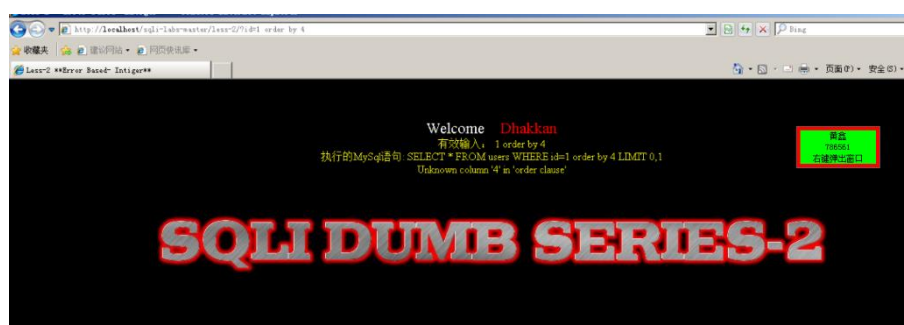 http://localhost/sqli-labs-master/Less-2/?id=1 order by 4
Bing
收藏夹 建议网站 网页快讯库
Less-2 **Error Based- Intiger**
页面(P) 安全(S)
Welcome Dhakkan
有效输入: 1 order by 4
执行的MySql语句: SELECT * FROM users WHERE id=1 order by 4 LIMIT 0,1
Unknown column '4' in 'order clause'
786561
右键弹出窗口
SQLI DUMB SERIES-2